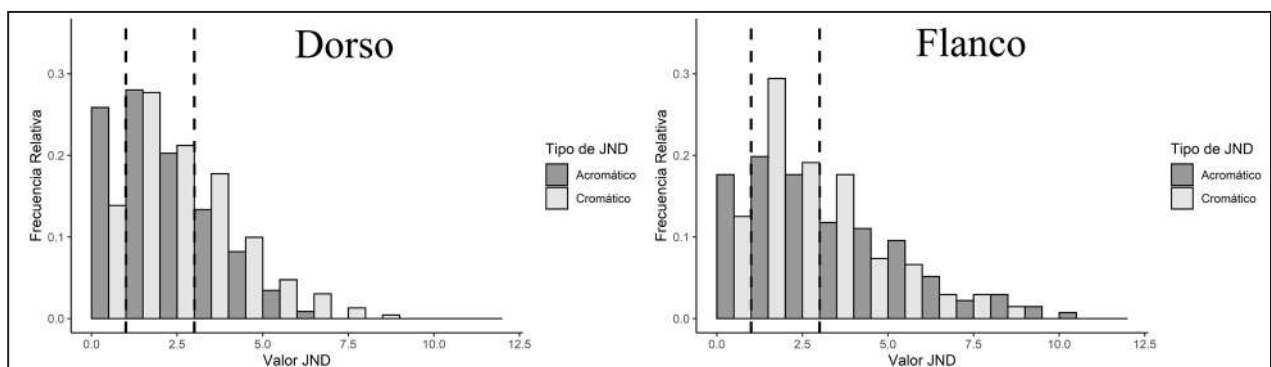 Dorso
Frecuencia Relativa
0.3
0.2
0.1
0.0
0.0
2.5
5.0
7.5
10.0
12.5
Valor JND
Tipo de JND
Acromático
Cromático
Flanco
Frecuencia Relativa
0.3
0.2
0.1
0.0
0.0
2.5
5.0
7.5
10.0
12.5
Valor JND
Tipo de JND
Acromático
Cromático